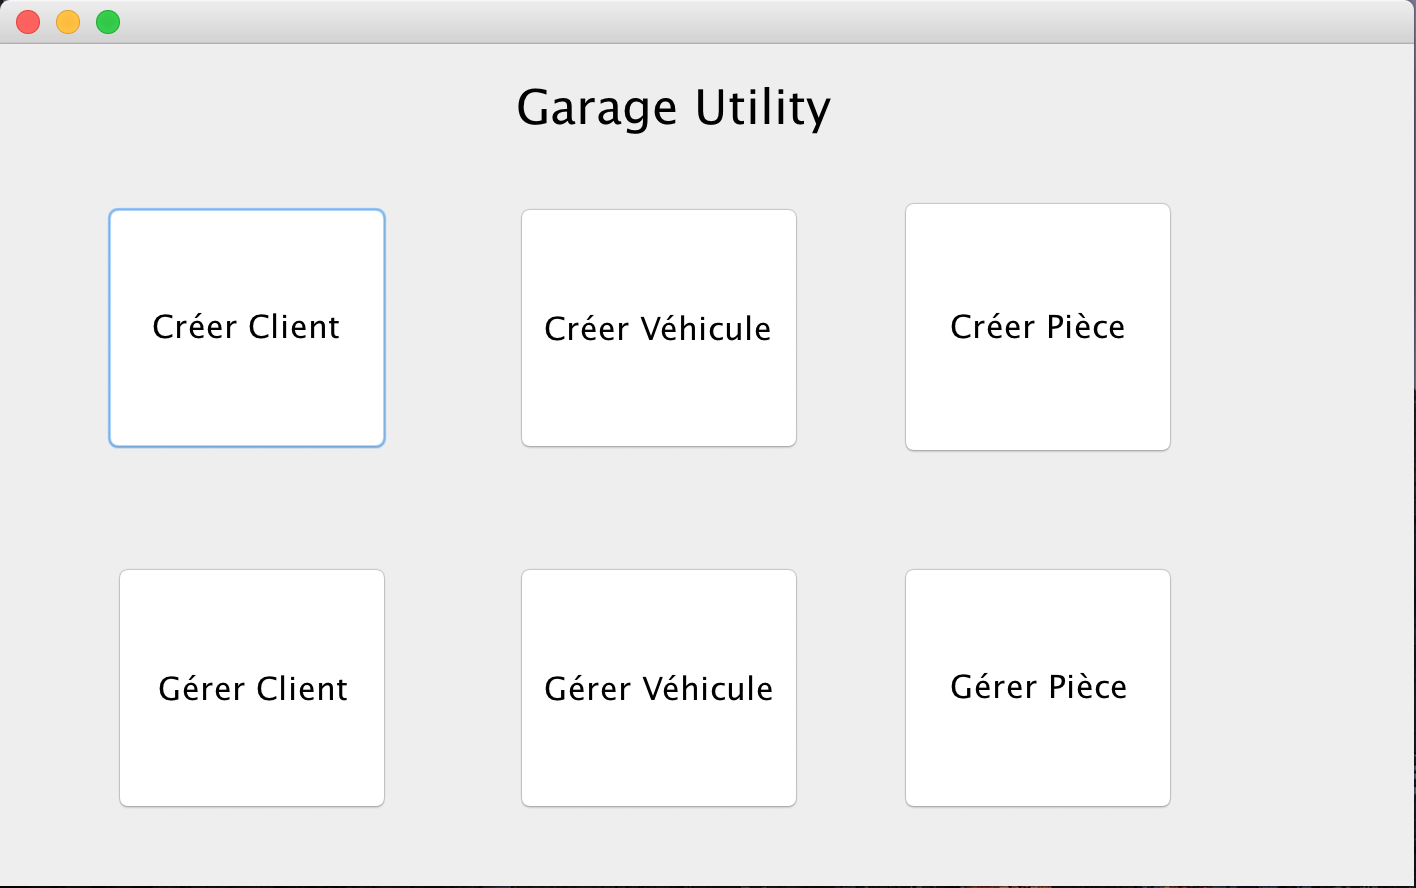 Garage Utility
Créer Client
Créer Véhicule
Créer Pièce
Gérer Client
Gérer Véhicule
Gérer Pièce